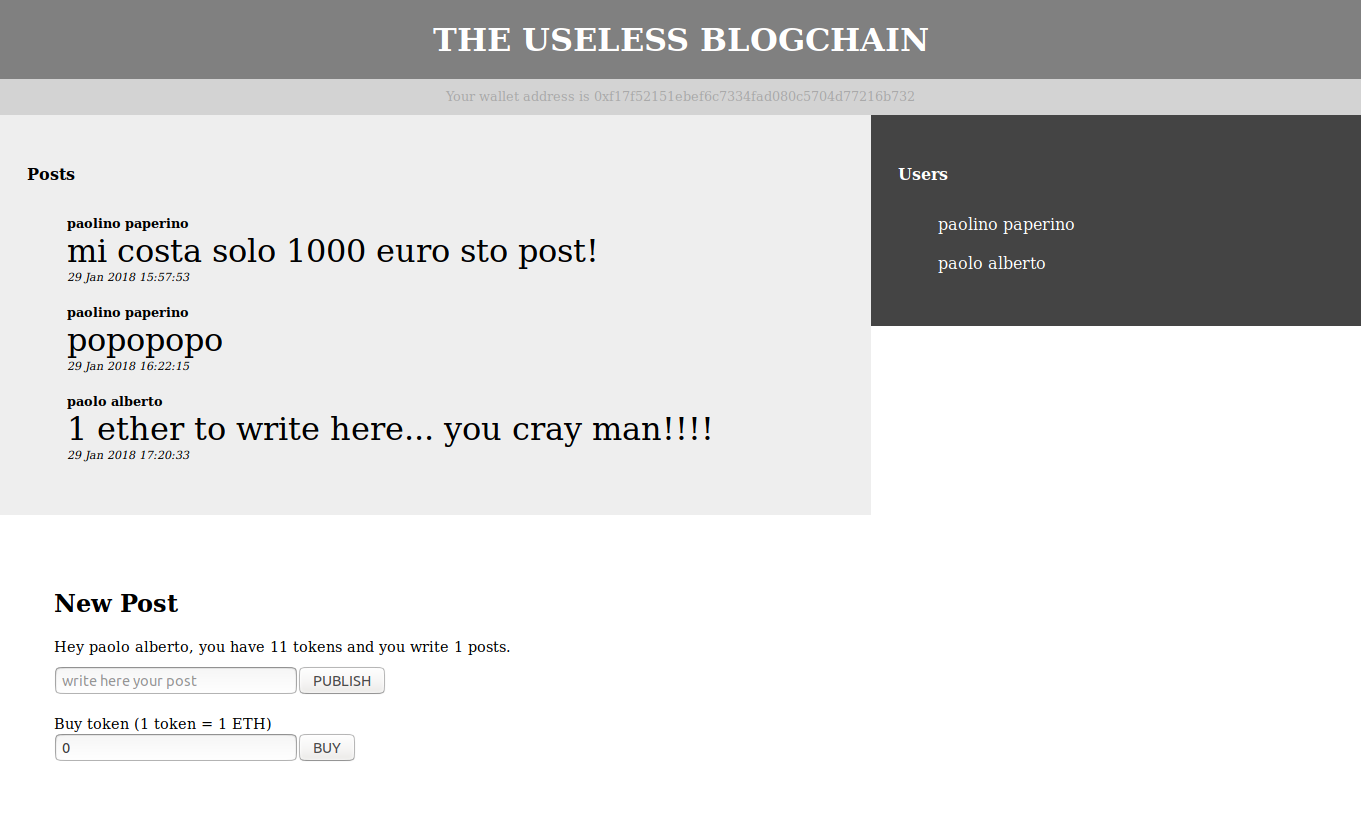 THE USELESS BLOGCHAIN
Your wallet address is 0xf17f52151ebef6c7334fad080c5704d77216b732
Posts
paolino paperino
mi costa solo 1000 euro sto post!
29 Jan 2018 15:57:53
paolino paperino
popopopo
29 Jan 2018 16:22:15
paolo alberto
1 ether to write here... you cray man!!!!
29 Jan 2018 17:20:33
Users
paolino paperino
paolo alberto
New Post
Hey paolo alberto, you have 11 tokens and you write 1 posts.
write here your post PUBLISH
Buy token (1 token = 1 ETH)
0 BUY